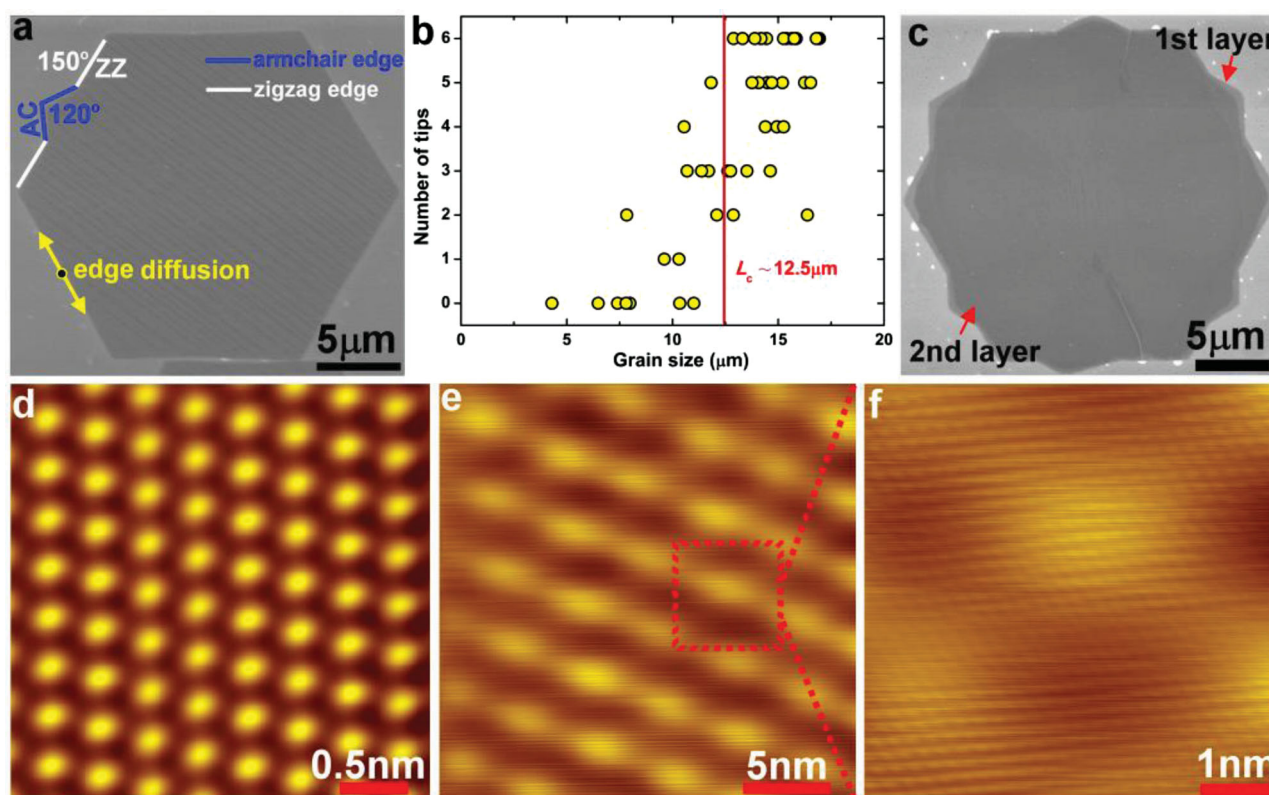 a
150° ZZ
armchair edge
zigzag edge
AC 120°
edge diffusion
5μm
b
Number of tips
6
5
4
3
2
1
0
L_c ~12.5μm
0 5 10 15 20
Grain size (μm)
c
1st layer
2nd layer
5μm
d
0.5nm
e
5nm
f
1nm